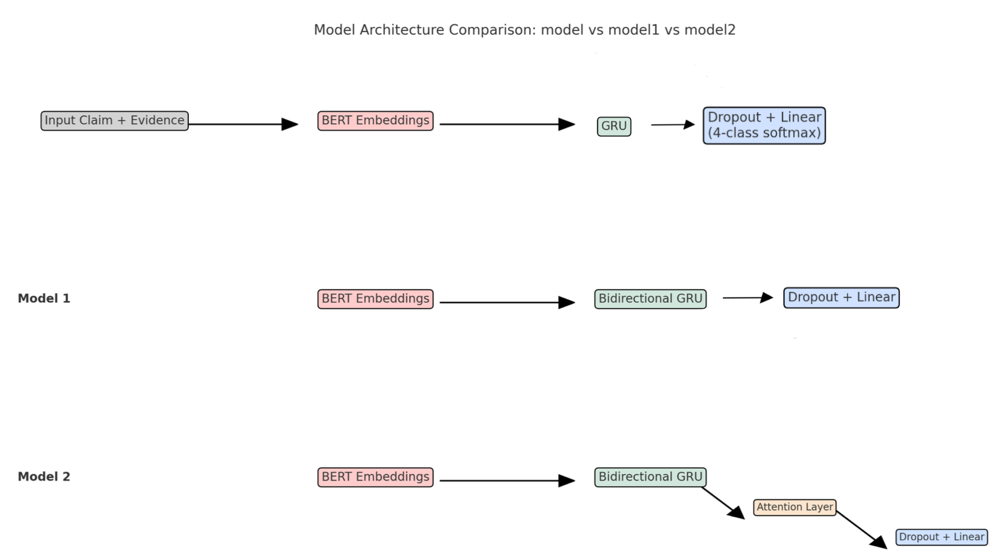 Model Architecture Comparison: model vs model1 vs model2
Input Claim + Evidence
BERT Embeddings
GRU
Dropout + Linear
(4-class softmax)
Model 1
BERT Embeddings
Bidirectional GRU
Dropout + Linear
Model 2
BERT Embeddings
Bidirectional GRU
Attention Layer
Dropout + Linear